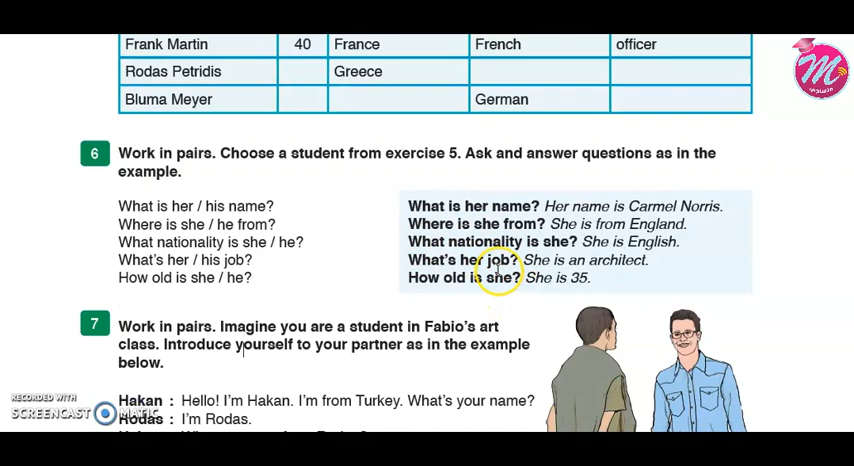 Frank Martin 40 France French officer
Rodas Petridis Greece
Bluma Meyer German
6 Work in pairs. Choose a student from exercise 5. Ask and answer questions as in the
example.
What is her / his name?
Where is she / he from?
What nationality is she / he?
What's her / his job?
How old is she / he?
What is her name? Her name is Carmel Norris.
Where is she from? She is from England.
What nationality is she? She is English.
What's her job? She is an architect.
How old is she? She is 35.
7 Work in pairs. Imagine you are a student in Fabio's art
class. Introduce yourself to your partner as in the example
below.
Hakan : Hello! I'm Hakan. I'm from Turkey. What's your name?
Rodas : I'm Rodas.
RECORDED WITH
SCREENCAST MATIC